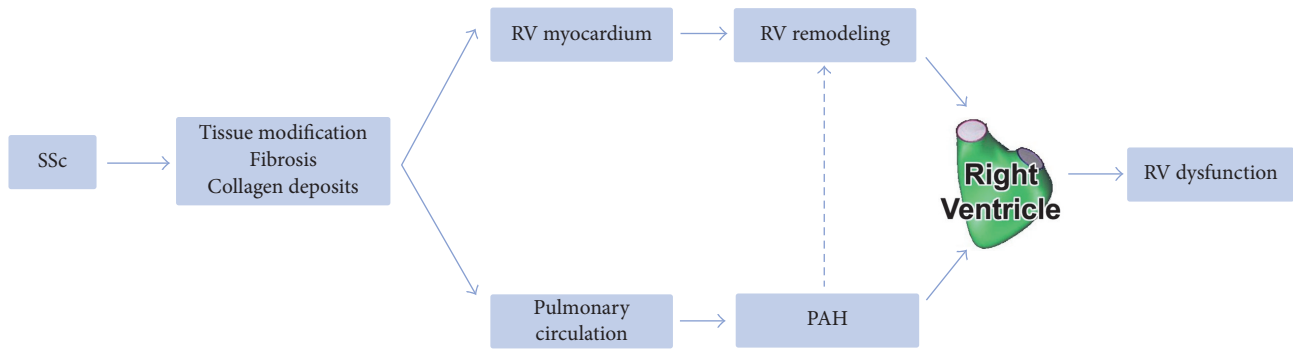 RV myocardium
RV remodeling
SSc
Tissue modification
Fibrosis
Collagen deposits
Right
Ventricle
RV dysfunction
Pulmonary
circulation
PAH